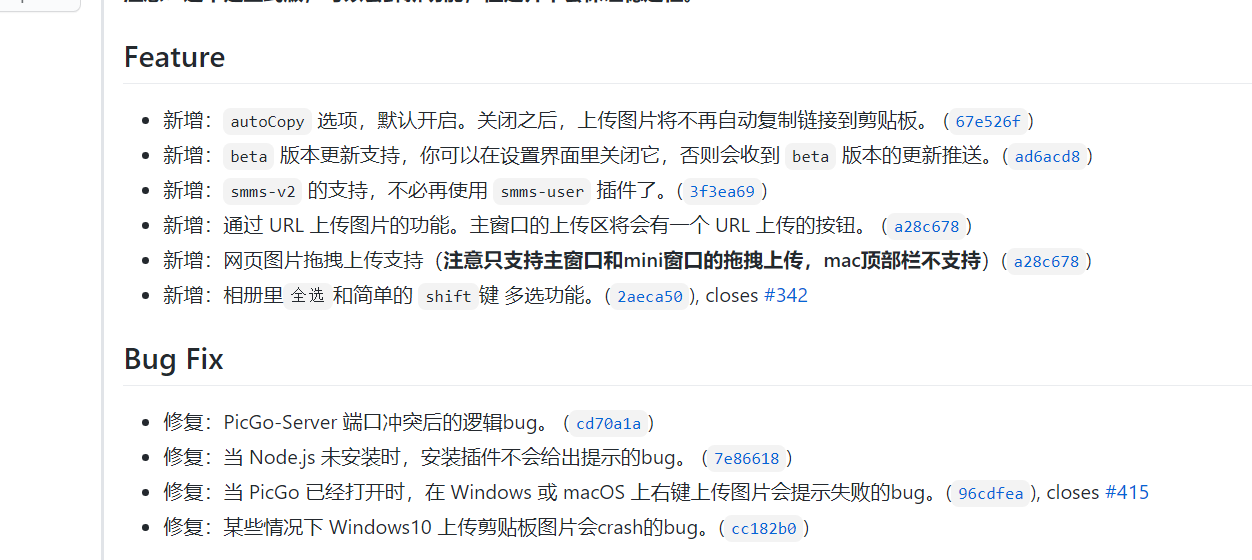 Feature
新增：autoCopy 选项，默认开启。关闭之后，上传图片将不再自动复制链接到剪贴板。（67e526f）
新增：beta 版本更新支持，你可以在设置界面里关闭它，否则会收到 beta 版本的更新推送。（ad6acd8）
新增：smms-v2 的支持，不必再使用 smms-user 插件了。（3f3ea69）
新增：通过 URL 上传图片的功能。主窗口的上传区将会有一个 URL 上传的按钮。（a28c678）
新增：网页图片拖拽上传支持（注意只支持主窗口和mini窗口的拖拽上传，mac顶部栏不支持）（a28c678）
新增：相册里全选和简单的 shift键 多选功能。（2aeca50）, closes #342
Bug Fix
修复：PicGo-Server 端口冲突后的逻辑bug。（cd70a1a）
修复：当 Node.js 未安装时，安装插件不会给出提示的bug。（7e86618）
修复：当 PicGo 已经打开时，在 Windows 或 macOS 上右键上传图片会提示失败的bug。（96cdfea）, closes #415
修复：某些情况下 Windows10 上传剪贴板图片会crash的bug。（cc182b0）